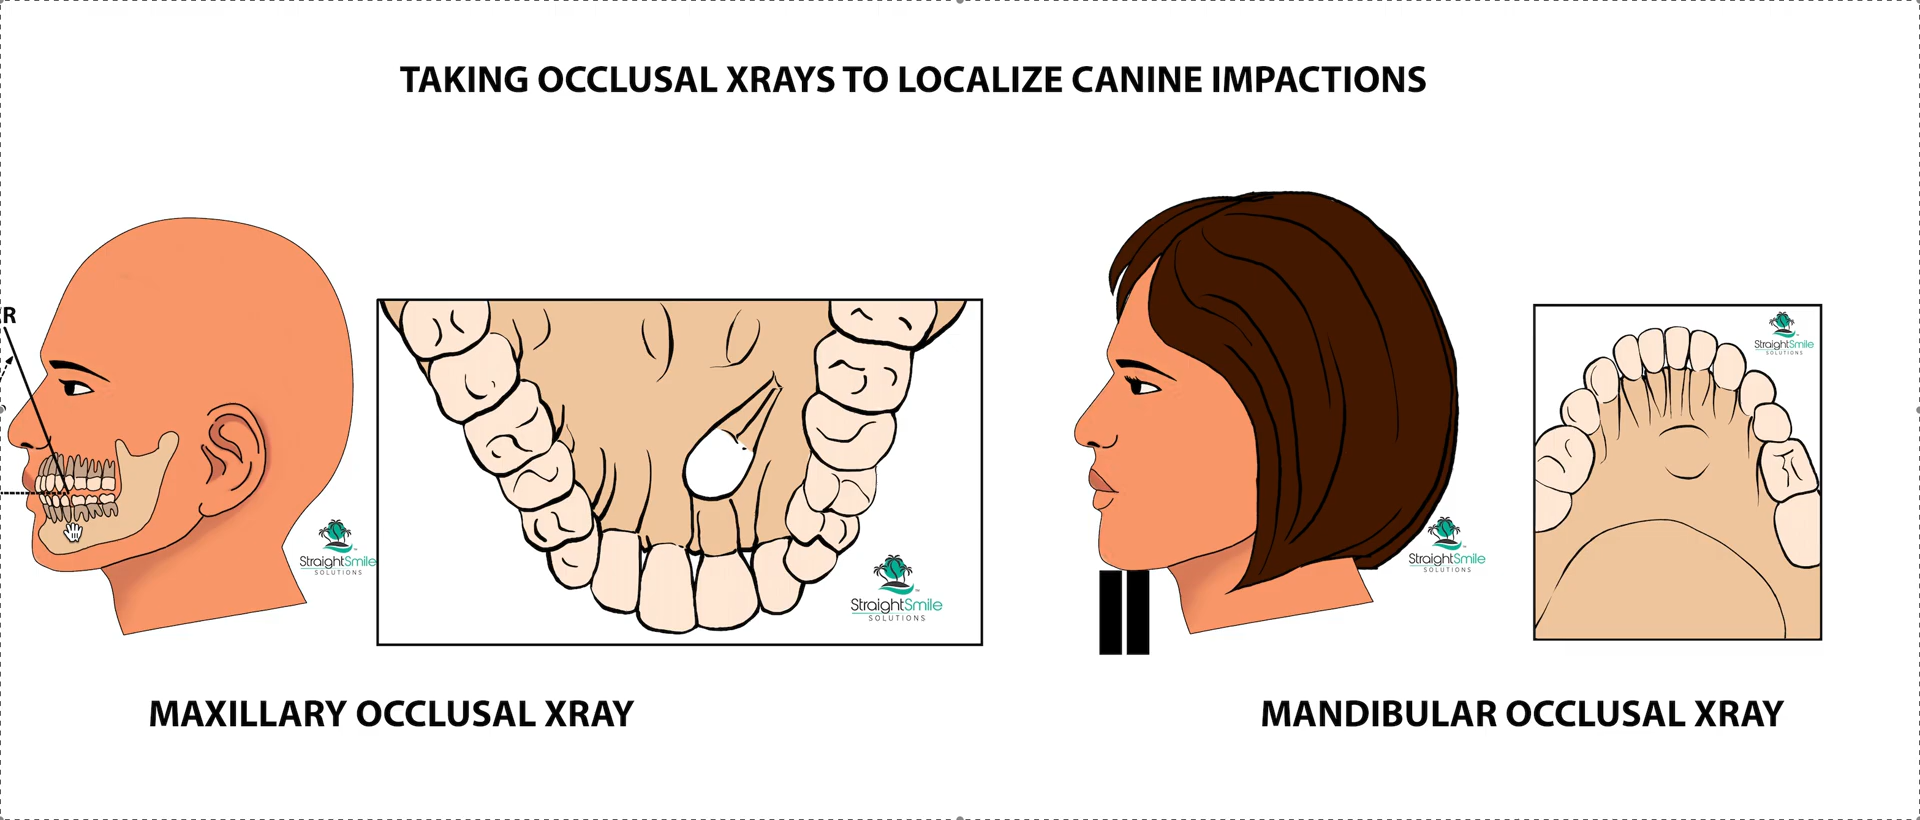 TAKING OCCLUSAL XRAYS TO LOCALIZE CANINE IMPACTIONS
StraightSmile
SOLUTIONS
StraightSmile
SOLUTIONS
StraightSmile
SOLUTIONS
StraightSmile
SOLUTIONS
MAXILLARY OCCLUSAL XRAY
MANDIBULAR OCCLUSAL XRAY